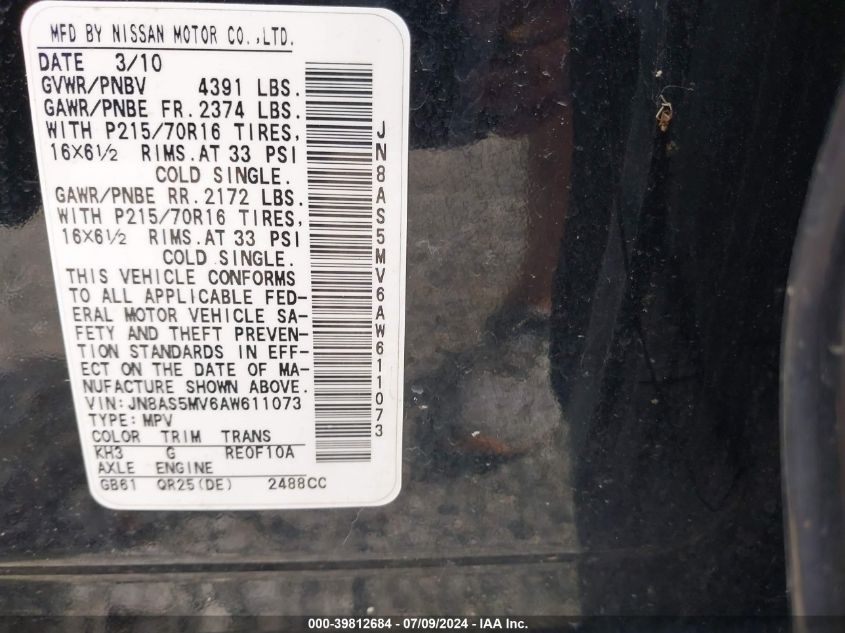 MFD BY NISSAN MOTOR CO.,LTD.
DATE 3/10
GVWR/PNBV 4391 LBS.
GAWR/PNBE FR. 2374 LBS.
WITH P215/70R16 TIRES,
16X6½ RIMS. AT 33 PSI
COLD SINGLE.
GAWR/PNBE RR. 2172 LBS.
WITH P215/70R16 TIRES,
16X6½ RIMS. AT 33 PSI
COLD SINGLE.
THIS VEHICLE CONFORMS
TO ALL APPLICABLE FED-
ERAL MOTOR VEHICLE SA-
FETY AND THEFT PREVEN-
TION STANDARDS IN EFF-
ECT ON THE DATE OF MA-
NUFACTURE SHOWN ABOVE.
VIN:JN8AS5MV6AW611073
TYPE: MPV
COLOR TRIM TRANS
KH3 G RE0F10A
AXLE ENGINE
GB61 QR25(DE) 2488CC
JN8AS5MV6AW611073
000-39812684 / 07/09/2024 - IAA Inc.